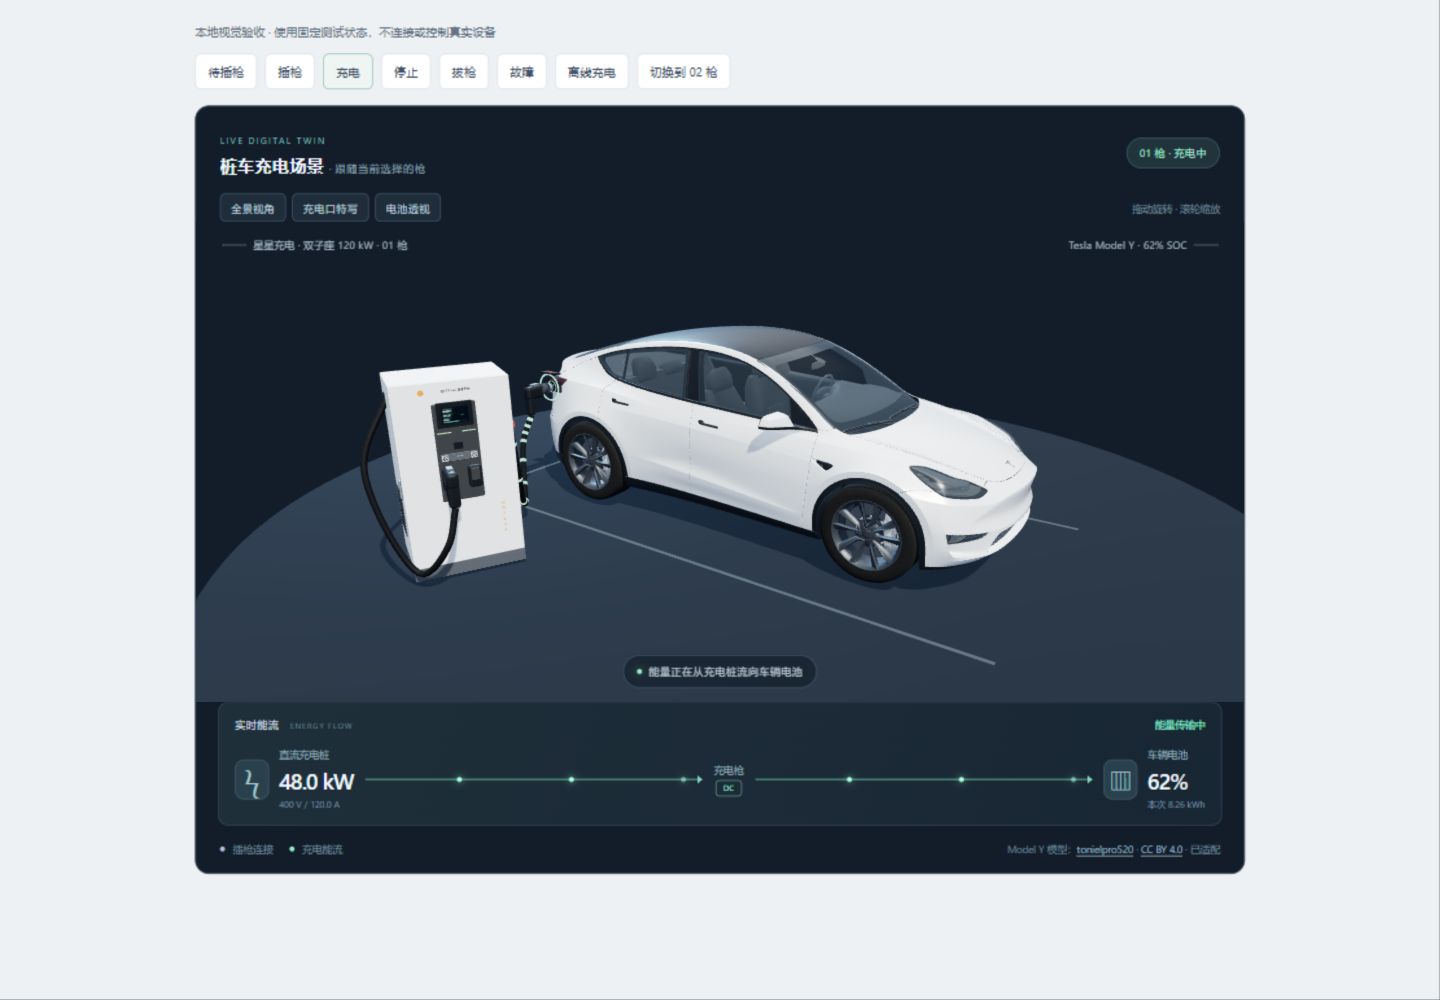 本地视觉验收 · 使用固定测试状态，不连接或控制真实设备
待插枪 插枪 充电 停止 拔枪 故障 离线充电 切换到 02 枪
LIVE DIGITAL TWIN
桩车充电场景 · 跟随当前选择的枪
01 枪 · 充电中
全景视角 充电口特写 电池透视
拖动旋转 · 滚轮缩放
星星充电 · 双子座 120 kW · 01 枪
Tesla Model Y · 62% SOC
能量正在从充电桩流向车辆电池
实时能流 ENERGY FLOW
能量传输中
直流充电桩
48.0 kW
400 V / 120.0 A
充电枪
DC
车辆电池
62%
本次 8.26 kWh
插枪连接 充电能流
Model Y 模型：tonielpro520 · CC BY 4.0 · 已适配